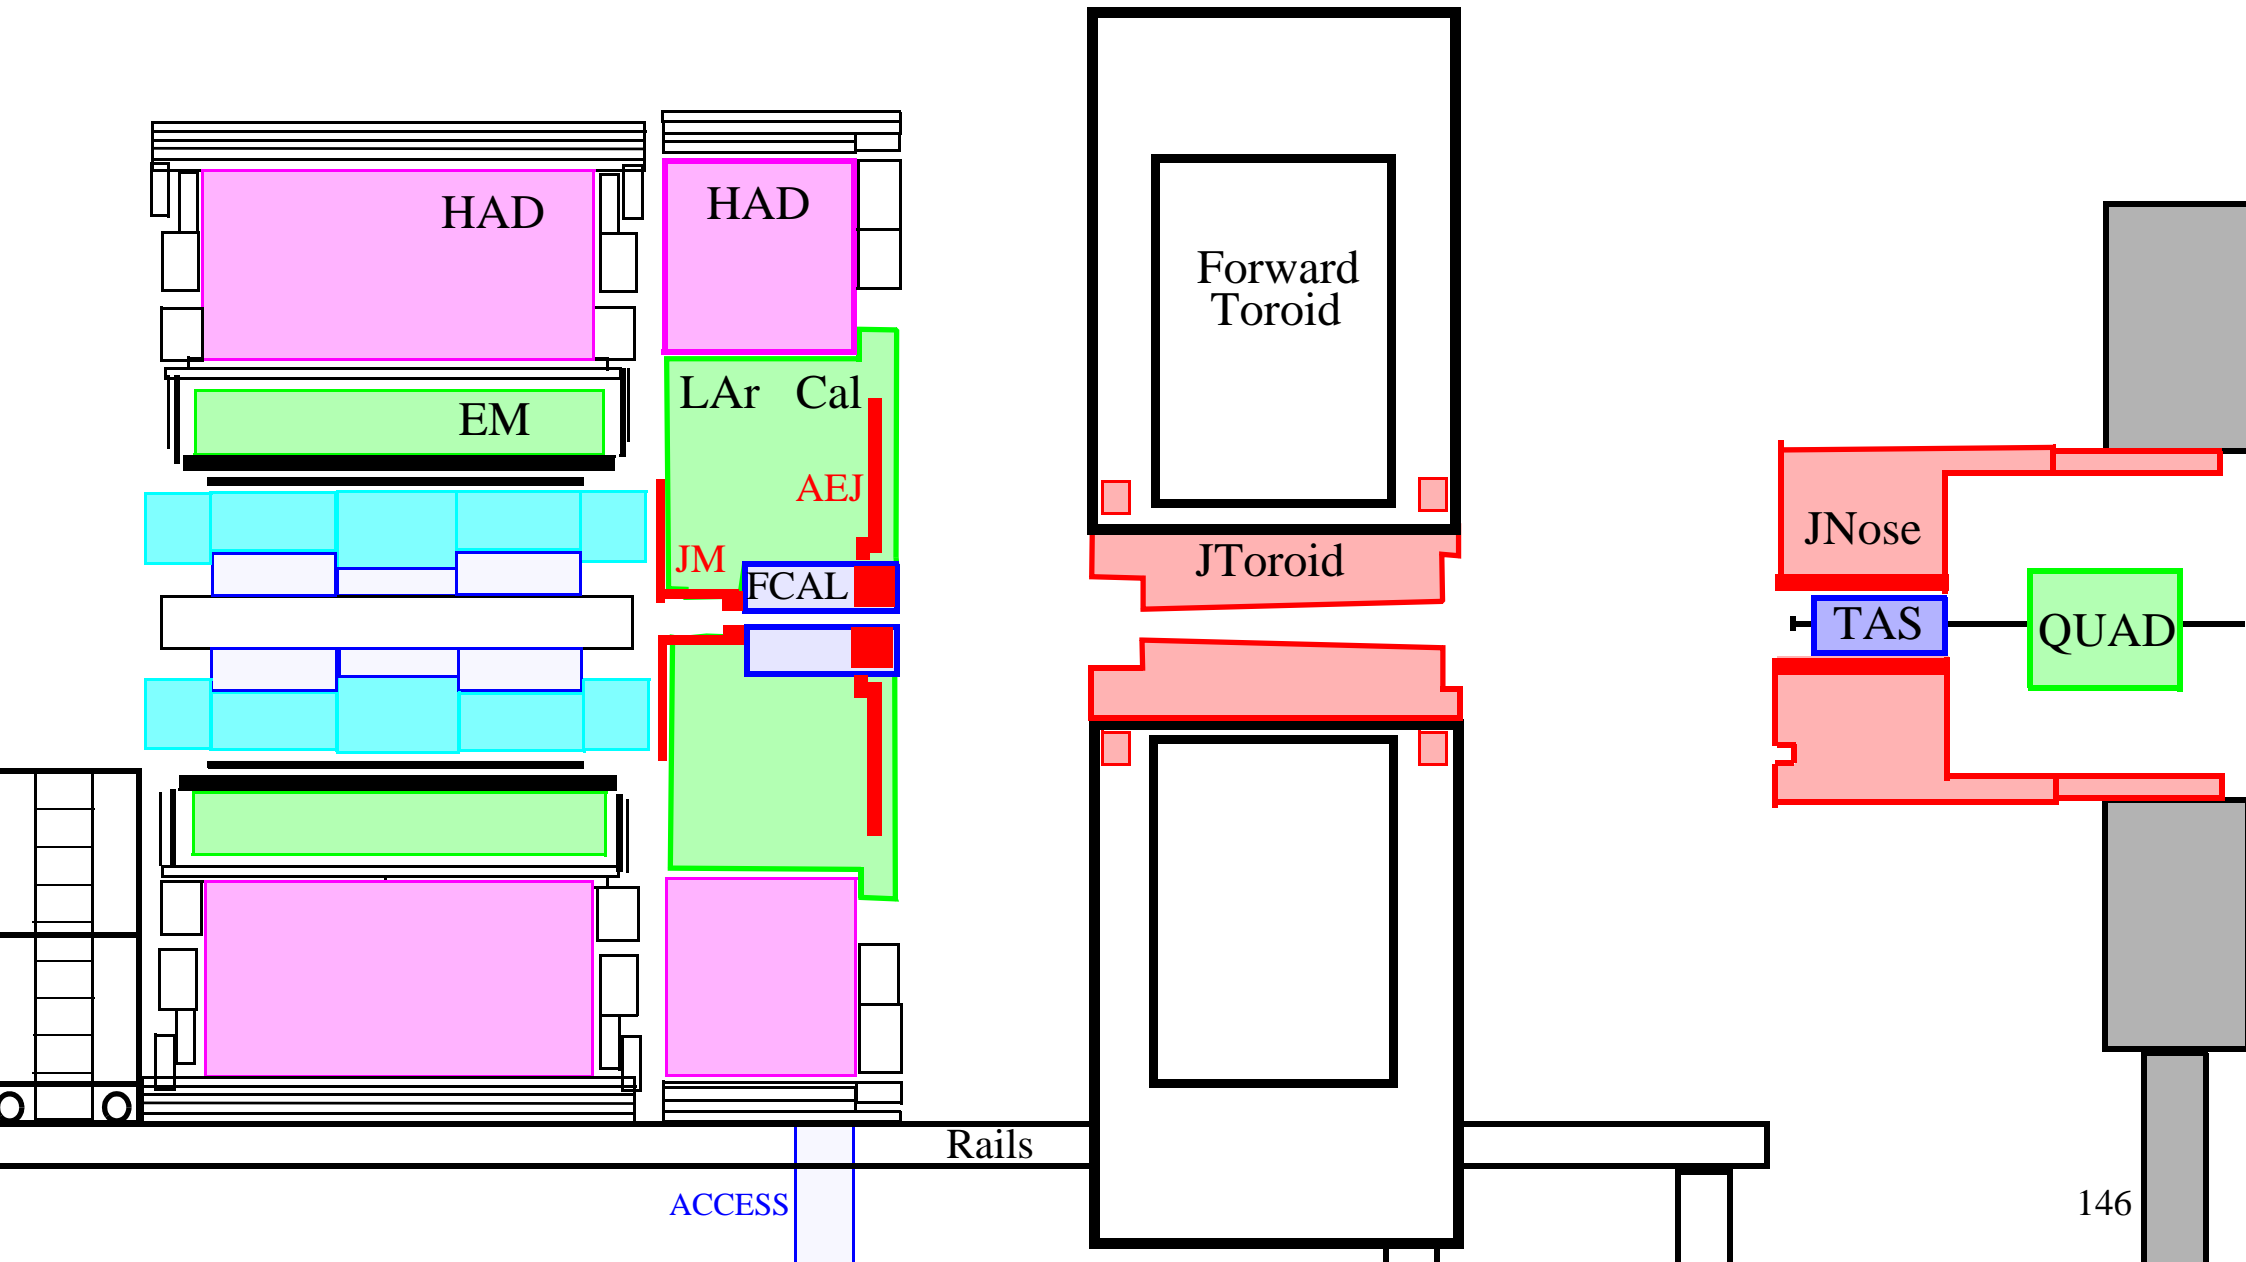 HAD
HAD
Forward
Toroid
LAr Cal
EM
AEJ
JNose
JM
JToroid
FCAL
TAS
QUAD
Rails
ACCESS
146